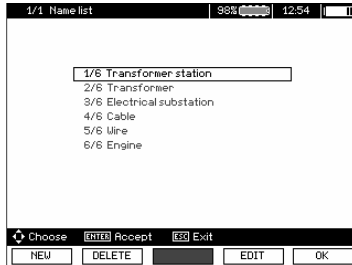 1/1 Name list 98% 12:54
1/6 Transformer station
2/6 Transformer
3/6 Electrical substation
4/6 Cable
5/6 Wire
6/6 Engine
Choose ENTER Accept ESC Exit
NEW DELETE EDIT OK